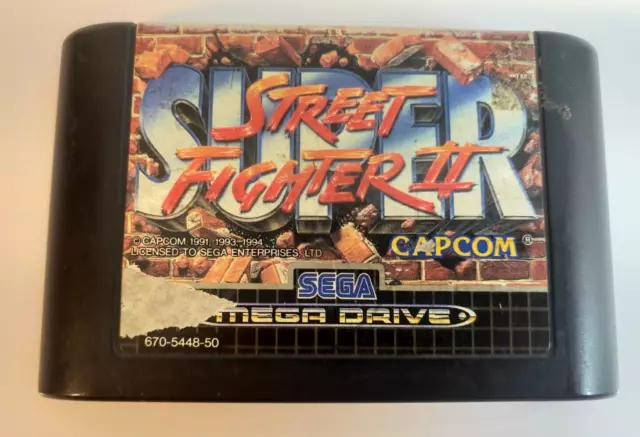 SUPER
STREET
FIGHTER II
© CAPCOM 1991, 1993, 1994
LICENSED TO SEGA ENTERPRISES, LTD.
CAPCOM ®
SEGA
MEGA DRIVE
670-5448-50